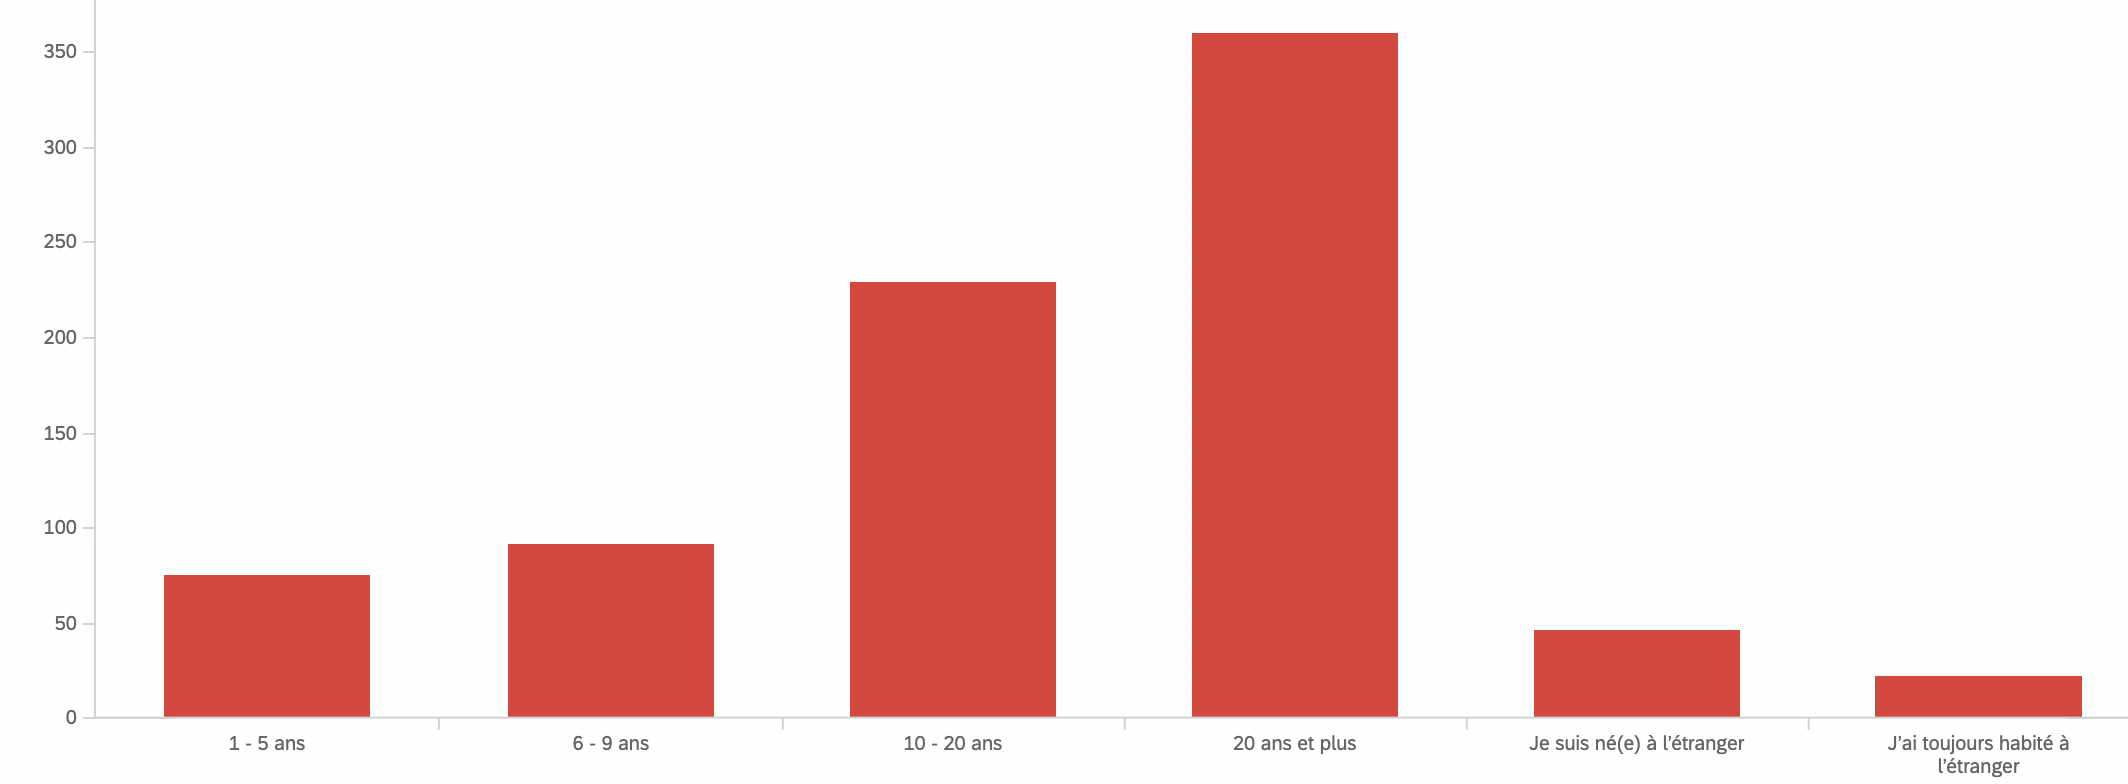 350
300
250
200
150
100
50
0
1 - 5 ans
6 - 9 ans
10 - 20 ans
20 ans et plus
Je suis né(e) à l’étranger
J’ai toujours habité à
l’étranger